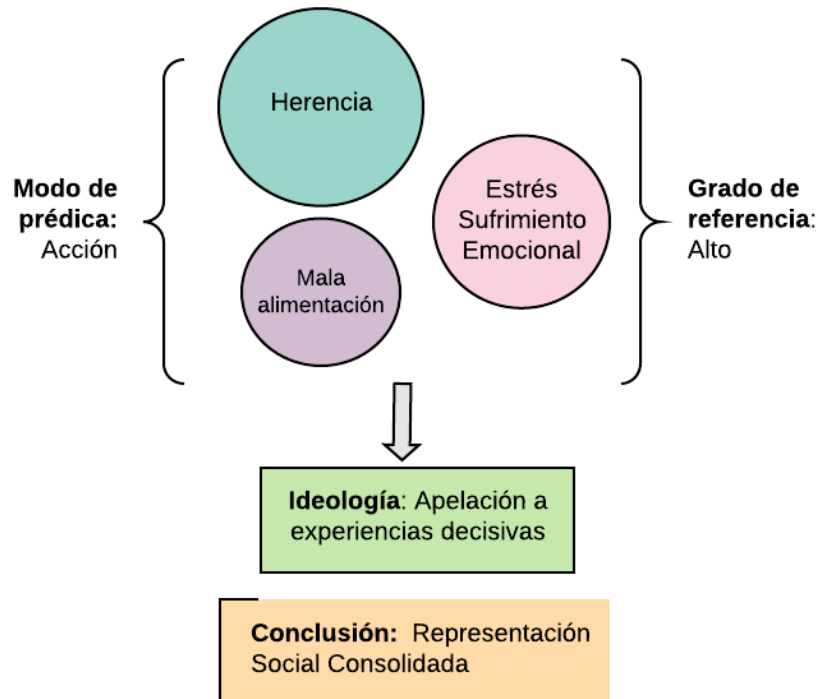 Herencia
Modo de
prédica:
Acción
Estrés
Sufrimiento
Emocional
Grado de
referencia:
Alto
Mala
alimentación
Ideología: Apelación a
experiencias decisivas
Conclusión: Representación
Social Consolidada